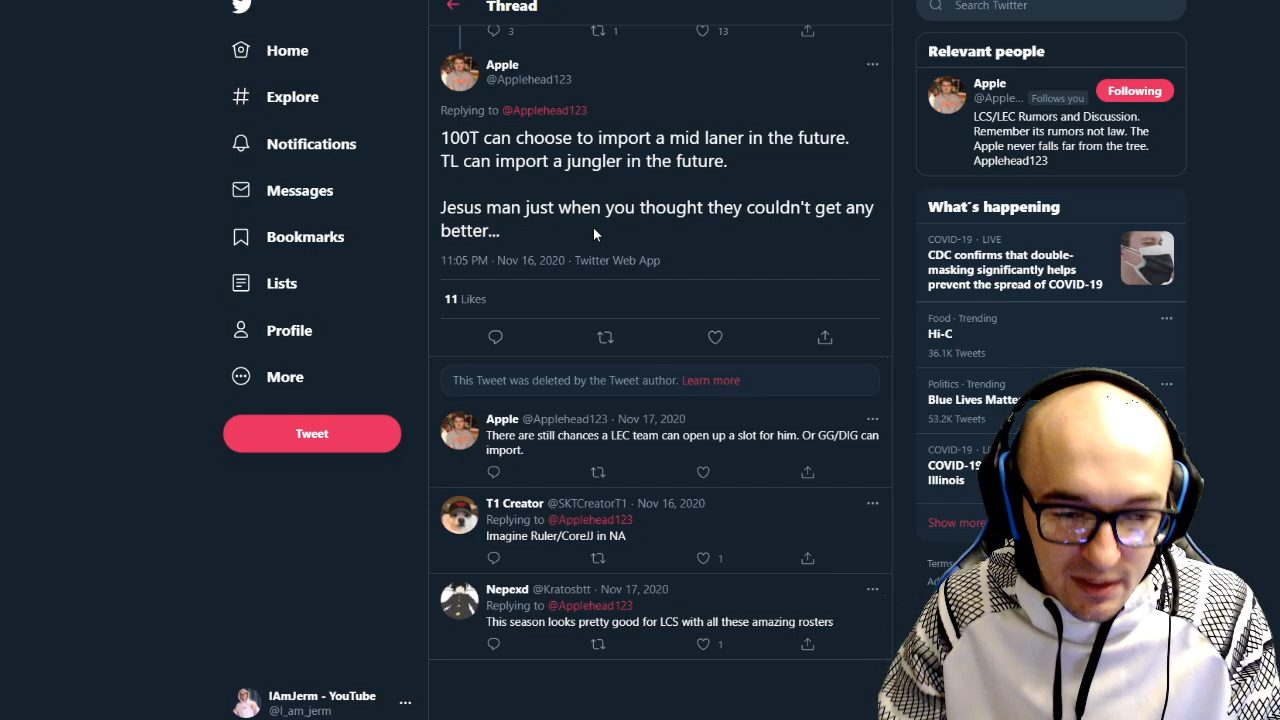 Home
Explore
Notifications
Messages
Bookmarks
Lists
Profile
More
Tweet
IAmJerm - YouTube
@I_am_jerm
Thread
3 1 13
Apple
@Applehead123
Replying to @Applehead123
100T can choose to import a mid laner in the future.
TL can import a jungler in the future.
Jesus man just when you thought they couldn't get any
better...
11:05 PM · Nov 16, 2020 · Twitter Web App
11 Likes
This Tweet was deleted by the Tweet author. Learn more
Apple @Applehead123 · Nov 17, 2020
There are still chances a LEC team can open up a slot for him. Or GG/DIG can
import.
T1 Creator @SKTCreatorT1 · Nov 16, 2020
Replying to @Applehead123
Imagine Ruler/CoreJJ in NA
1
Nepexd @Kratosbtt · Nov 17, 2020
Replying to @Applehead123
This season looks pretty good for LCS with all these amazing rosters
1
Search Twitter
Relevant people
Apple
@Apple... Follows you
Following
LCS/LEC Rumors and Discussion.
Remember its rumors not law. The
Apple never falls far from the tree.
Applehead123
What´s happening
COVID-19 · LIVE
CDC confirms that double-
masking significantly helps
prevent the spread of COVID-19
Food · Trending
Hi-C
36.1K Tweets
Politics · Trending
Blue Lives Matte
53.2K Tweets
COVID-19 · LI
COVID-19
Illinois
Show more
Terms